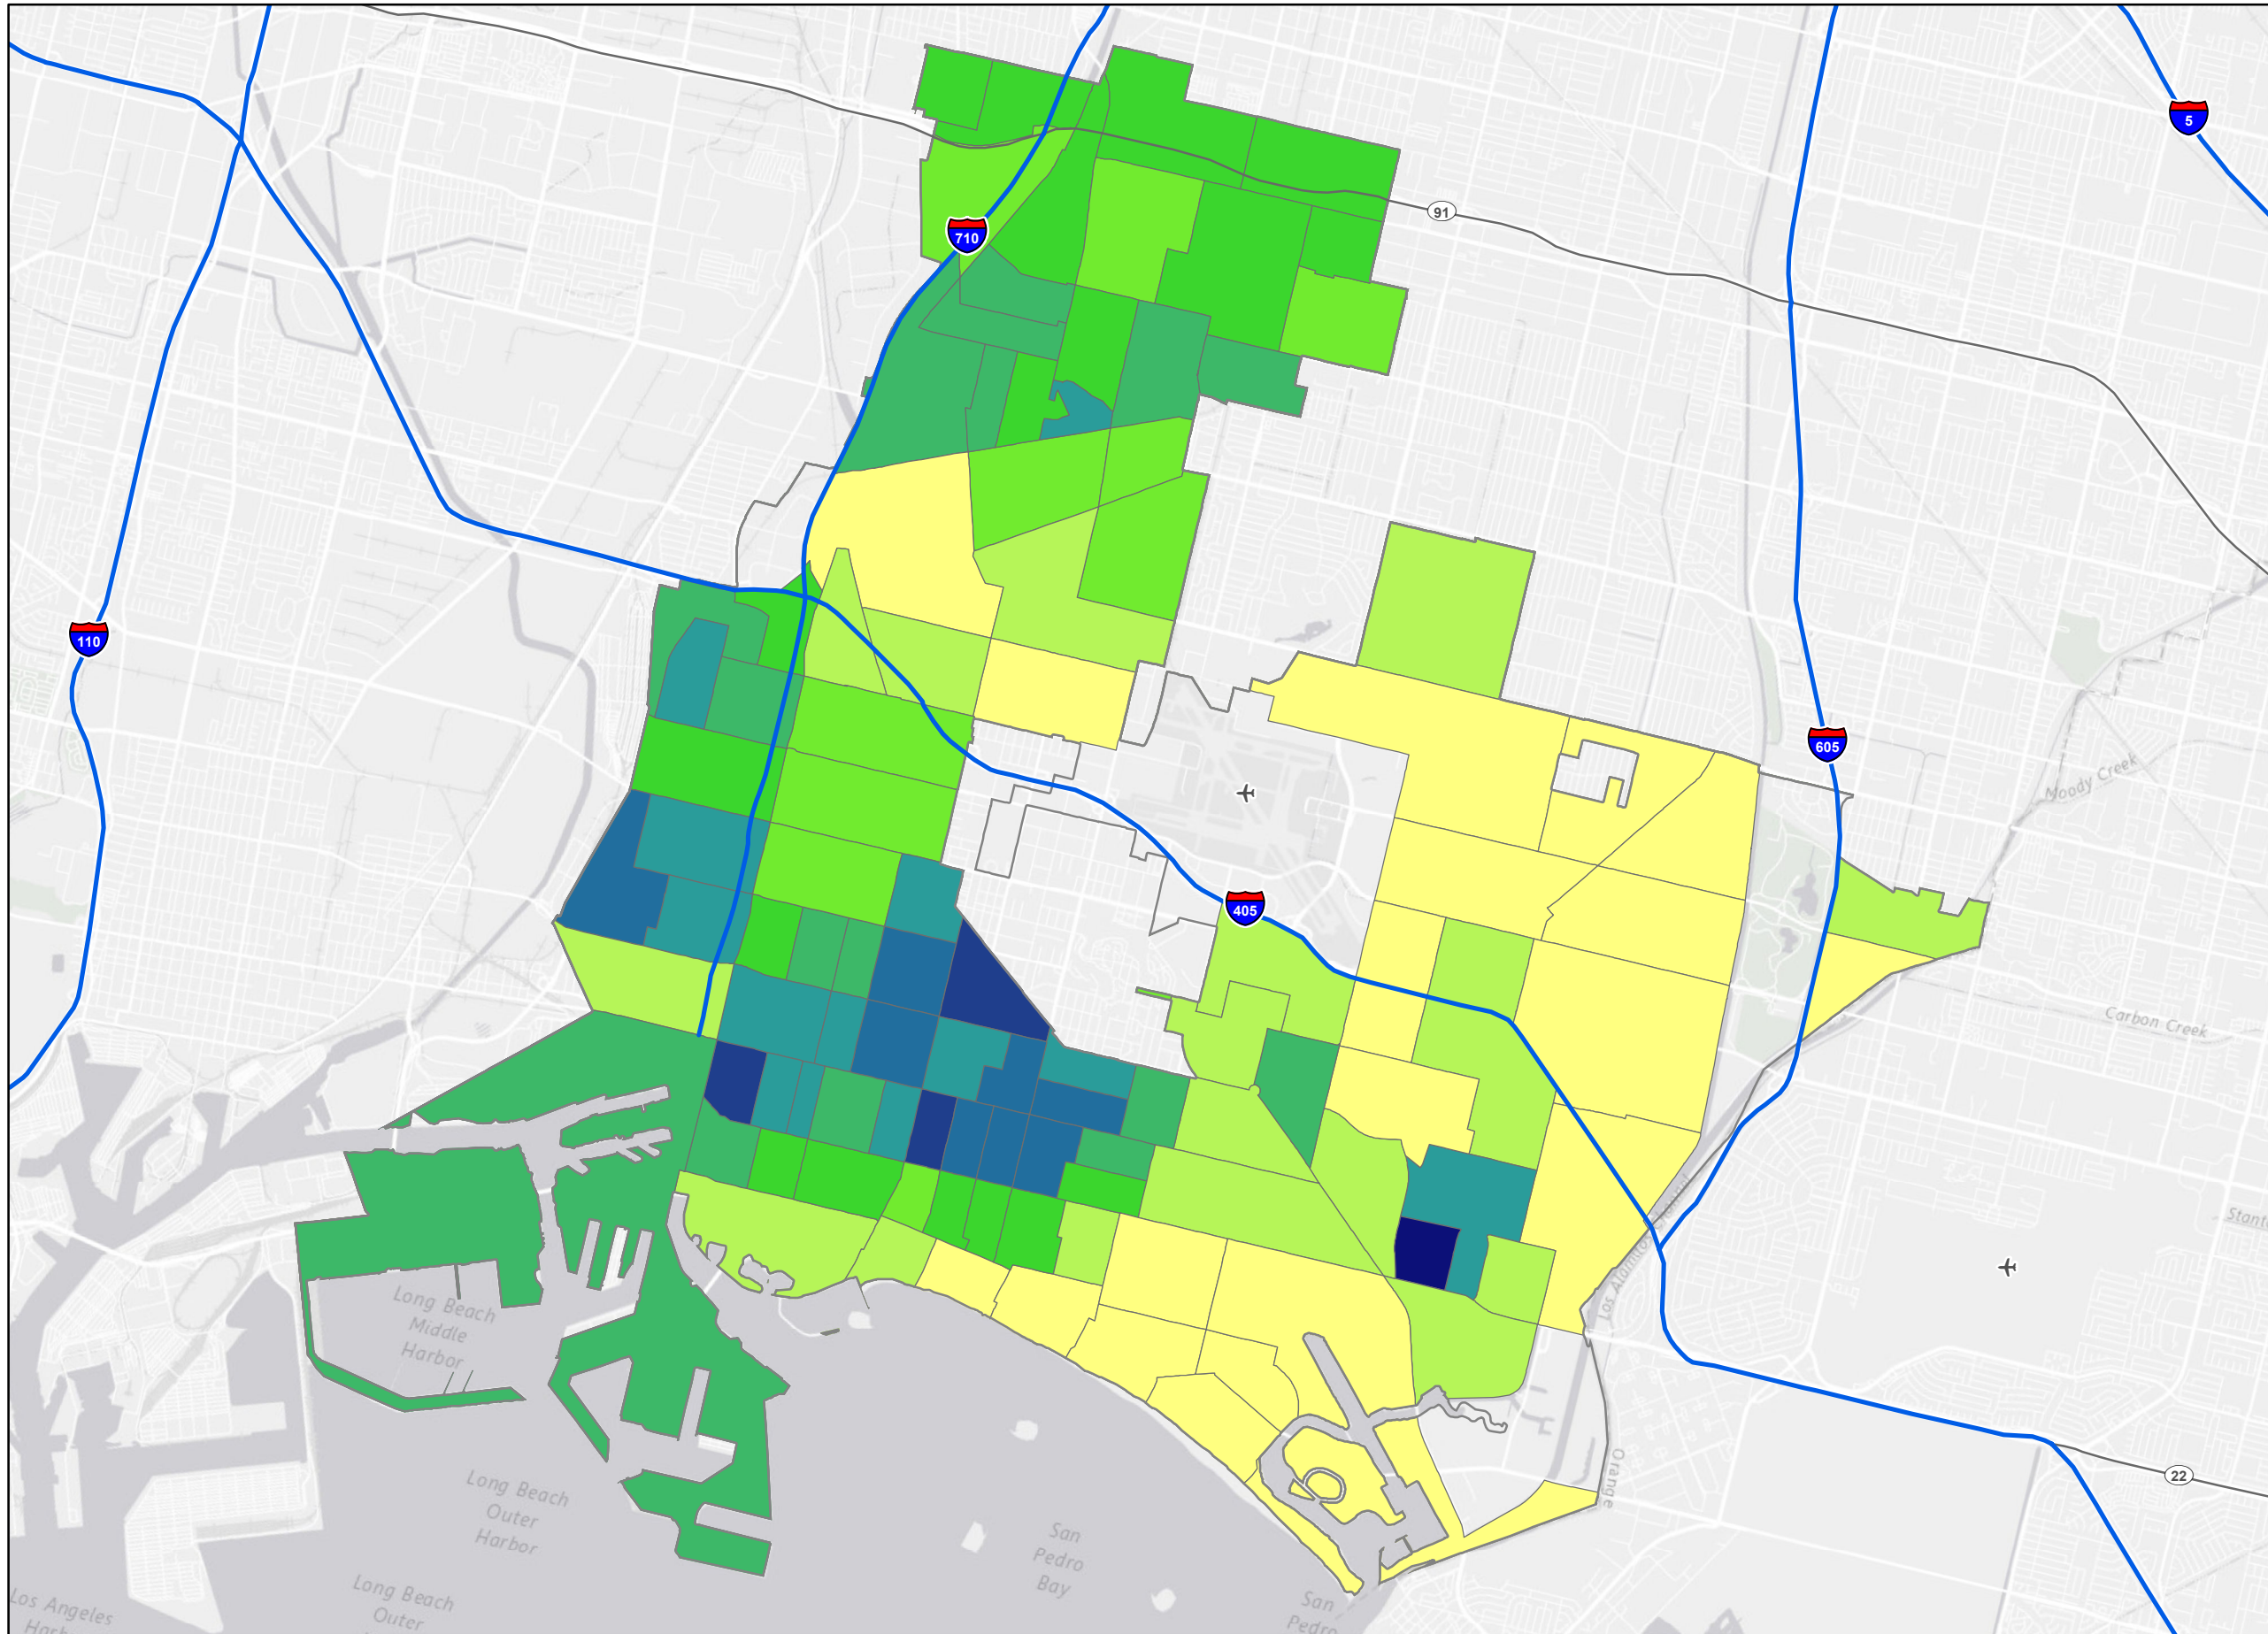 5
710
91
110
605
Moody Creek
405
Carbon Creek
Los Alamitos Channel
Long Beach
Middle
Harbor
22
Orange
Long Beach
Outer
Harbor
San
Pedro
Bay
Long Beach
Outer
San
Pedro
Los Angeles